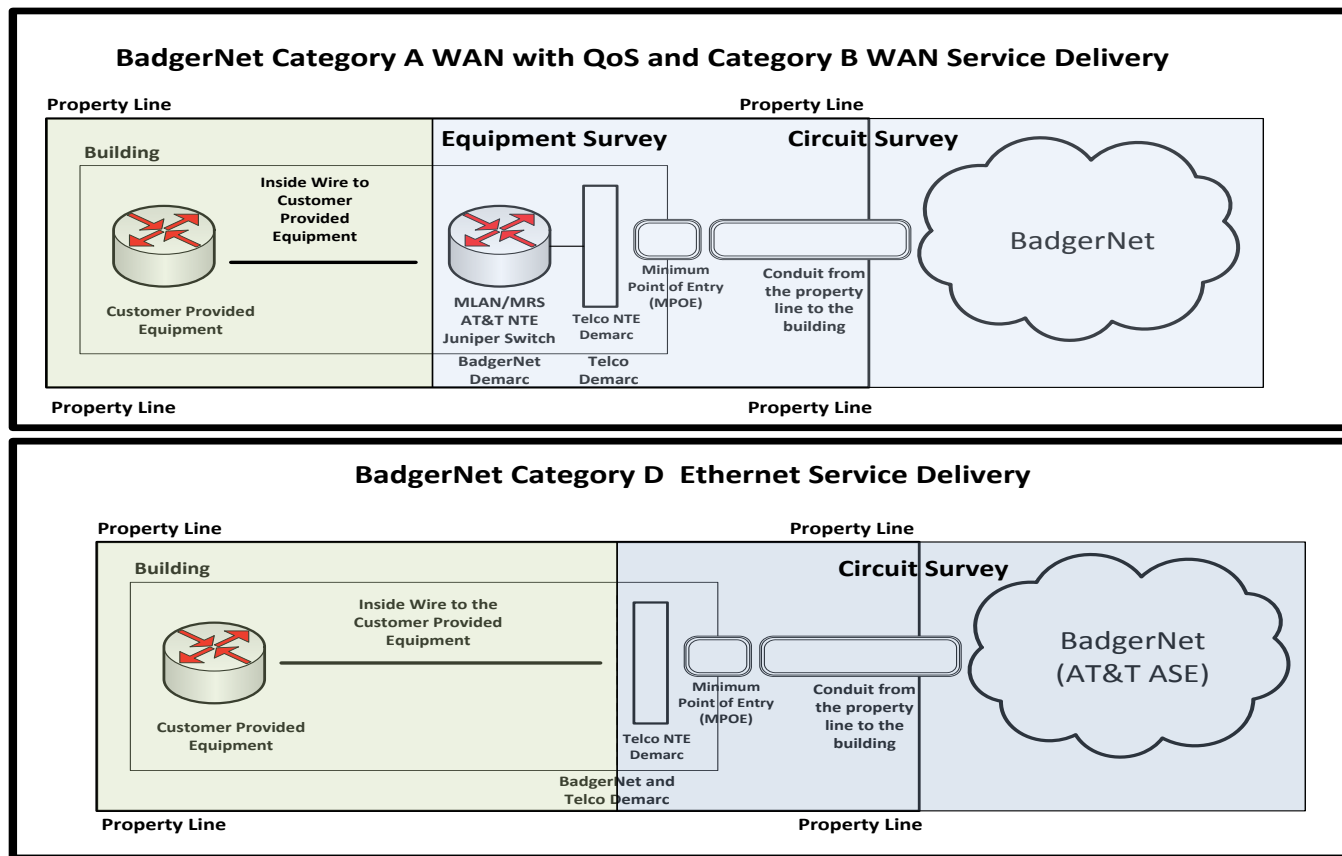 BadgerNet Category A WAN with QoS and Category B WAN Service Delivery
Property Line
Property Line
Equipment Survey
Circuit Survey
Building
Inside Wire to
Customer
Provided
Equipment
BadgerNet
Customer Provided
Equipment
MLAN/MRS
AT&T NTE
Juniper Switch
Telco NTE
Demarc
Minimum
Point of Entry
(MPOE)
Conduit from
the property
line to the
building
BadgerNet
Demarc
Telco
Demarc
Property Line
Property Line
BadgerNet Category D Ethernet Service Delivery
Property Line
Property Line
Building
Circuit Survey
Inside Wire to the
Customer Provided
Equipment
BadgerNet
(AT&T ASE)
Customer Provided
Equipment
Telco NTE
Demarc
Minimum
Point of Entry
(MPOE)
Conduit from
the property
line to the
building
BadgerNet and
Telco Demarc
Property Line
Property Line